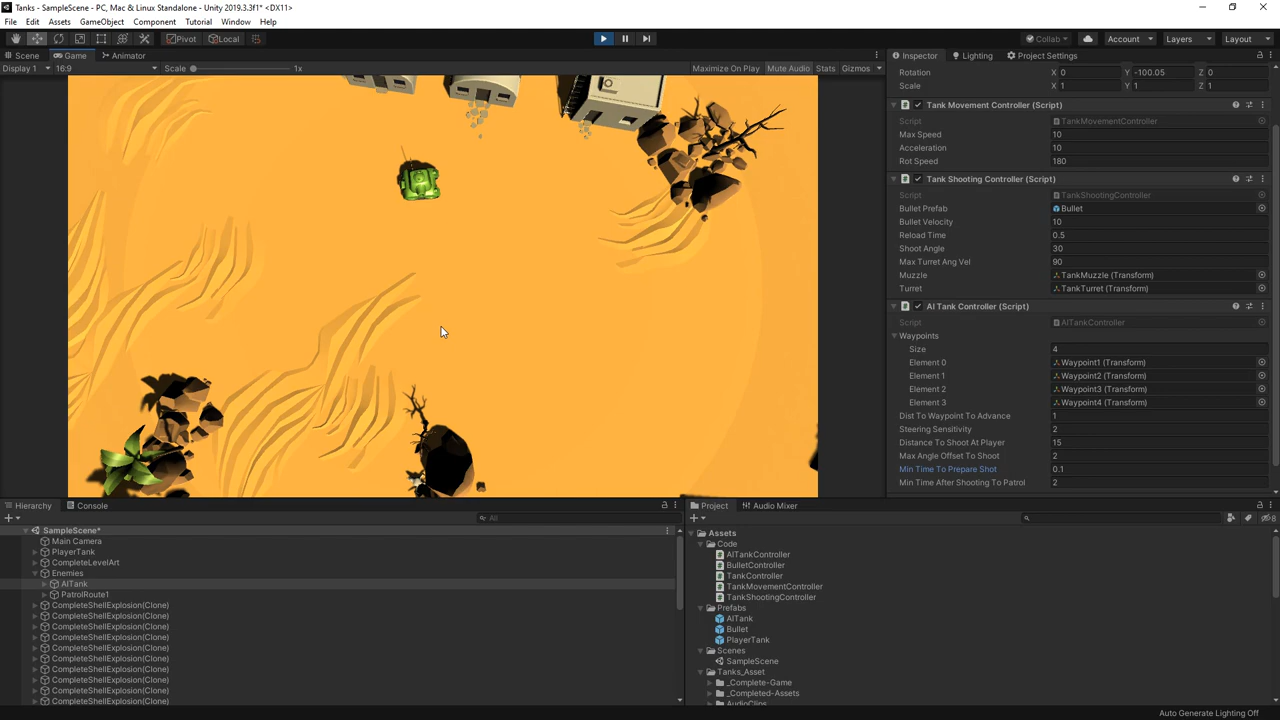 Tanks - SampleScene - PC, Mac & Linux Standalone - Unity 2019.3.3f1* <DX11>
File Edit Assets GameObject Component Tutorial Window Help
Pivot Local Collab Account Layers Layout
Scene Game Animator
Display 1 16:9 Scale 1x Maximize On Play Mute Audio Stats Gizmos
Inspector Lighting Project Settings
Rotation X 0 Y -100.05 Z 0
Scale X 1 Y 1 Z 1
Tank Movement Controller (Script)
Script TankMovementController
Max Speed 10
Acceleration 10
Rot Speed 180
Tank Shooting Controller (Script)
Script TankShootingController
Bullet Prefab Bullet
Bullet Velocity 10
Reload Time 0.5
Shoot Angle 30
Max Turret Ang Vel 90
Muzzle TankMuzzle (Transform)
Turret TankTurret (Transform)
AI Tank Controller (Script)
Script AITankController
Waypoints
Size 4
Element 0 Waypoint1 (Transform)
Element 1 Waypoint2 (Transform)
Element 2 Waypoint3 (Transform)
Element 3 Waypoint4 (Transform)
Dist To Waypoint To Advance 1
Steering Sensitivity 2
Distance To Shoot At Player 15
Max Angle Offset To Shoot 2
Min Time To Prepare Shot 0.1
Min Time After Shooting To Patrol 2
Hierarchy Console
All
SampleScene*
Main Camera
PlayerTank
CompleteLevelArt
Enemies
AITank
PatrolRoute1
CompleteShellExplosion(Clone)
CompleteShellExplosion(Clone)
CompleteShellExplosion(Clone)
CompleteShellExplosion(Clone)
CompleteShellExplosion(Clone)
CompleteShellExplosion(Clone)
CompleteShellExplosion(Clone)
CompleteShellExplosion(Clone)
CompleteShellExplosion(Clone)
CompleteShellExplosion(Clone)
Project Audio Mixer
8
Assets
Code
AITankController
BulletController
TankController
TankMovementController
TankShootingController
Prefabs
AITank
Bullet
PlayerTank
Scenes
SampleScene
Tanks_Asset
_Complete-Game
_Completed-Assets
AudioClips
Auto Generate Lighting Off